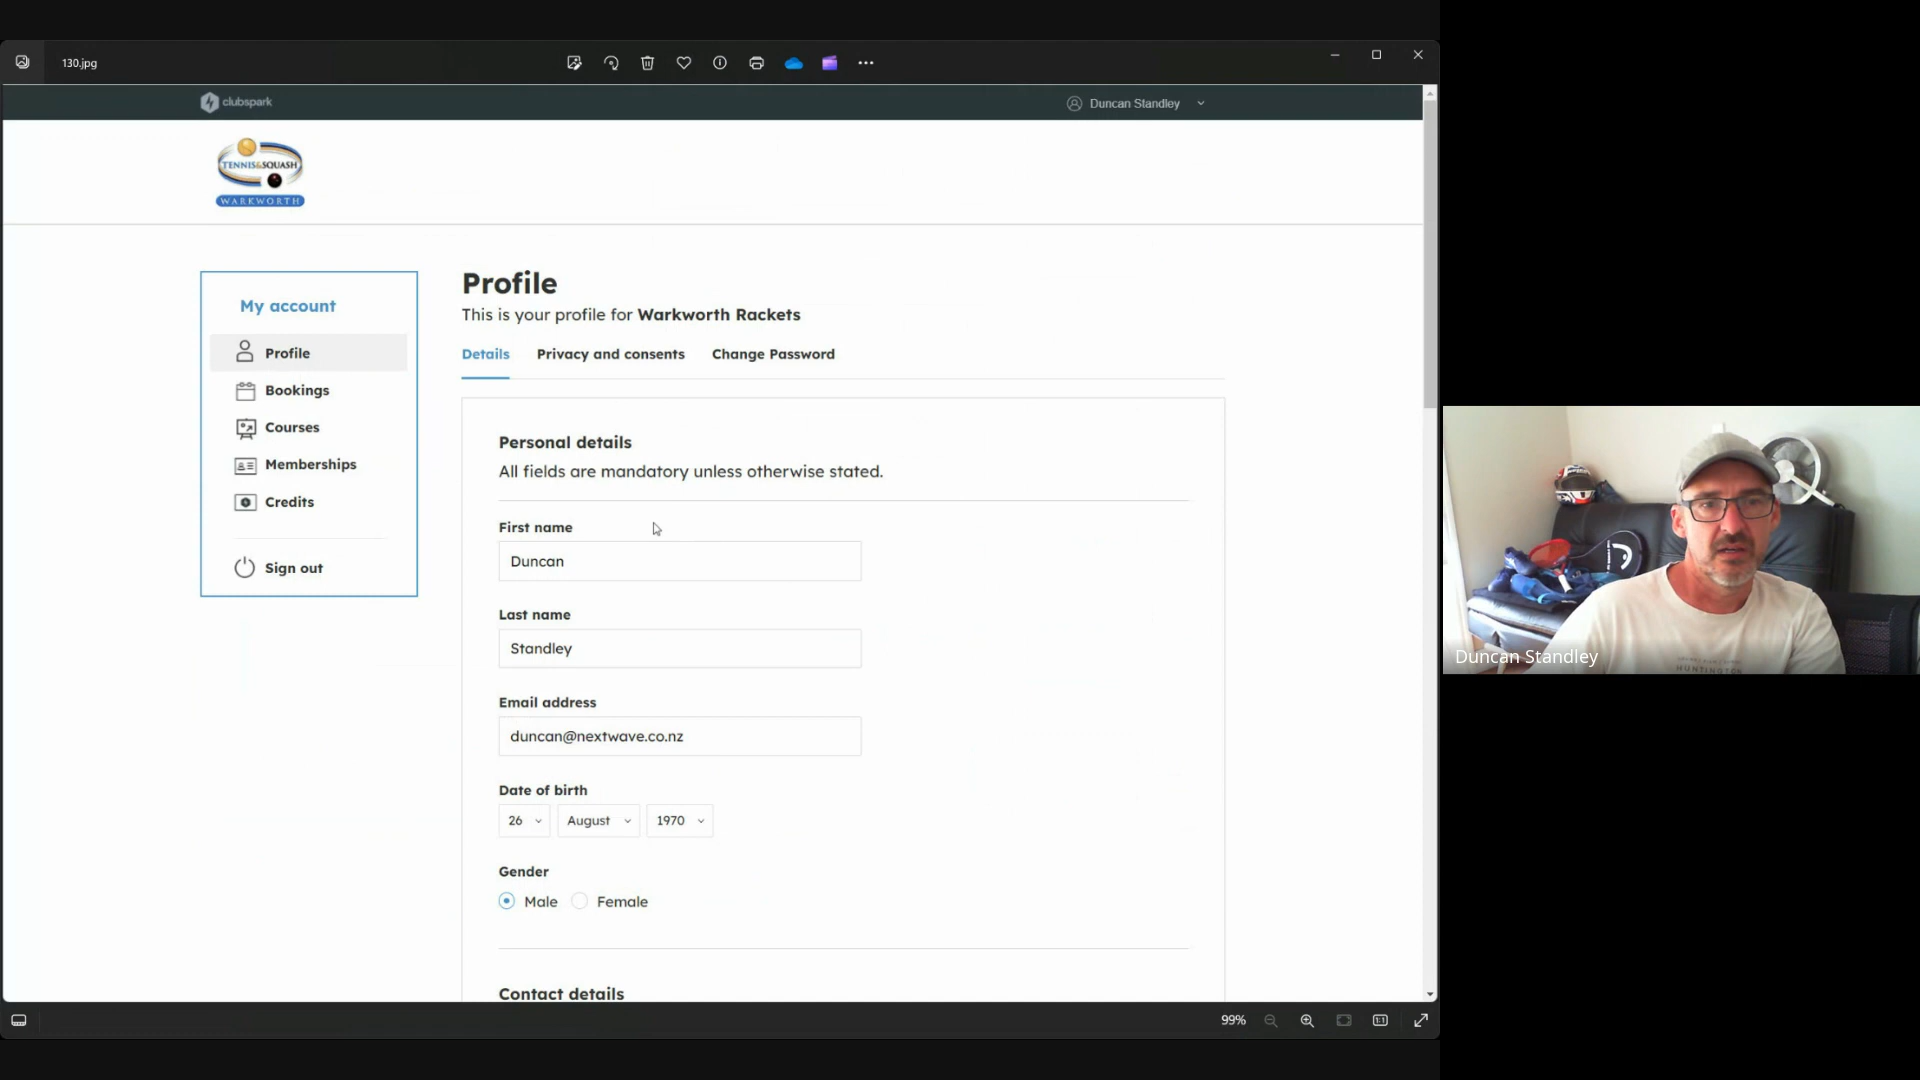 130.jpg
clubspark
Duncan Standley
TENNIS&SQUASH
WARKWORTH
My account
Profile
Bookings
Courses
Memberships
Credits
Sign out
Profile
This is your profile for Warkworth Rackets
Details Privacy and consents Change Password
Personal details
All fields are mandatory unless otherwise stated.
First name
Duncan
Last name
Standley
Email address
duncan@nextwave.co.nz
Date of birth
26 August 1970
Gender
Male Female
Contact details
99%
Duncan Standley
HUNTINGTON